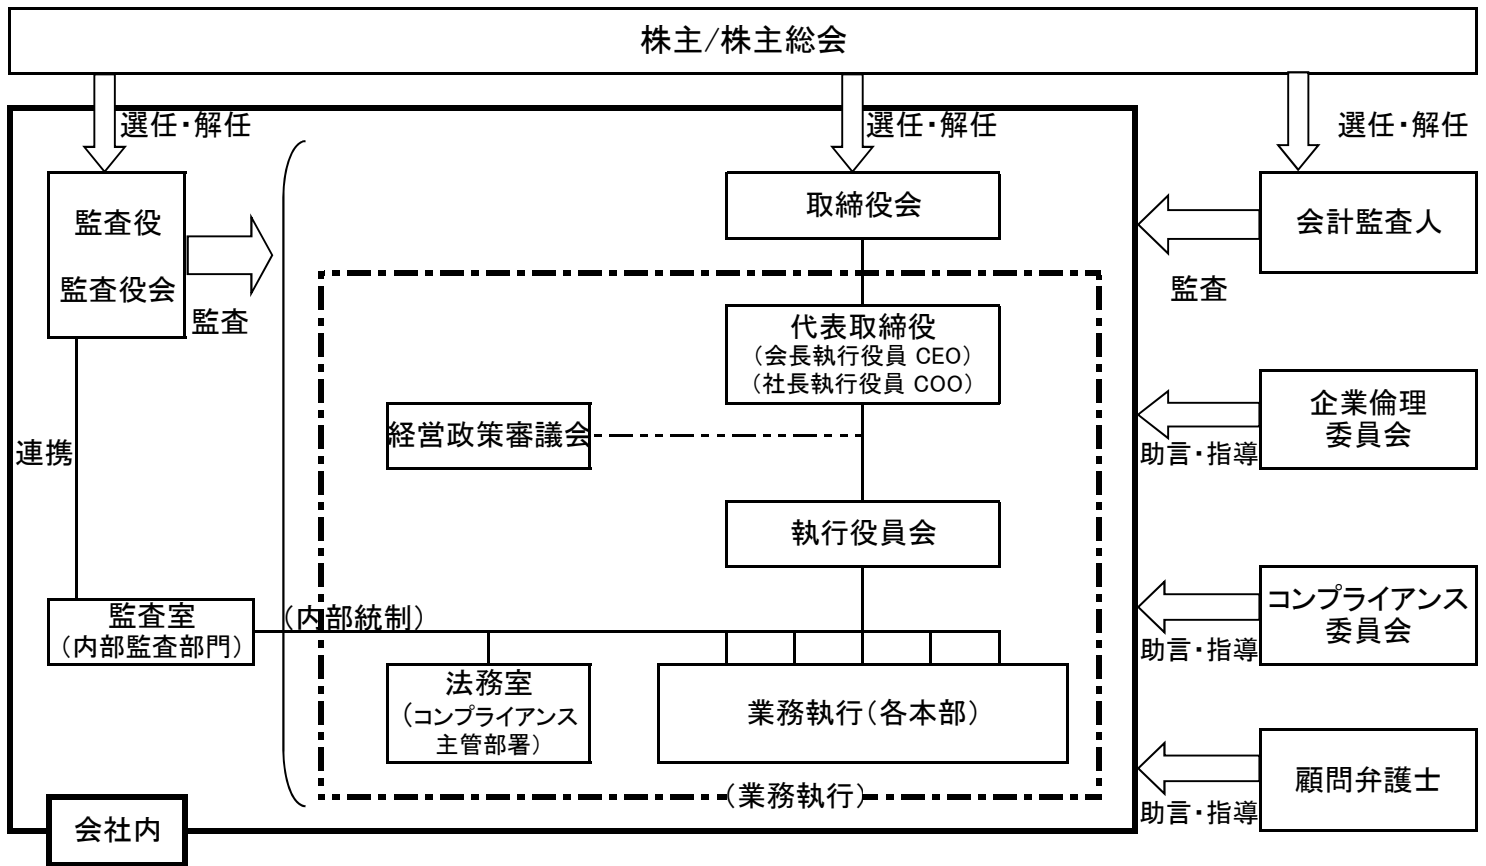 株主/株主総会
選任・解任
選任・解任
選任・解任
監査役
監査役会
監査
取締役会
会計監査人
監査
代表取締役
（会長執行役員 CEO）
（社長執行役員 COO）
経営政策審議会
企業倫理
委員会
助言・指導
連携
執行役員会
監査室
（内部監査部門）
（内部統制）
コンプライアンス
委員会
助言・指導
法務室
（コンプライアンス
主管部署）
業務執行（各本部）
（業務執行）
顧問弁護士
助言・指導
会社内